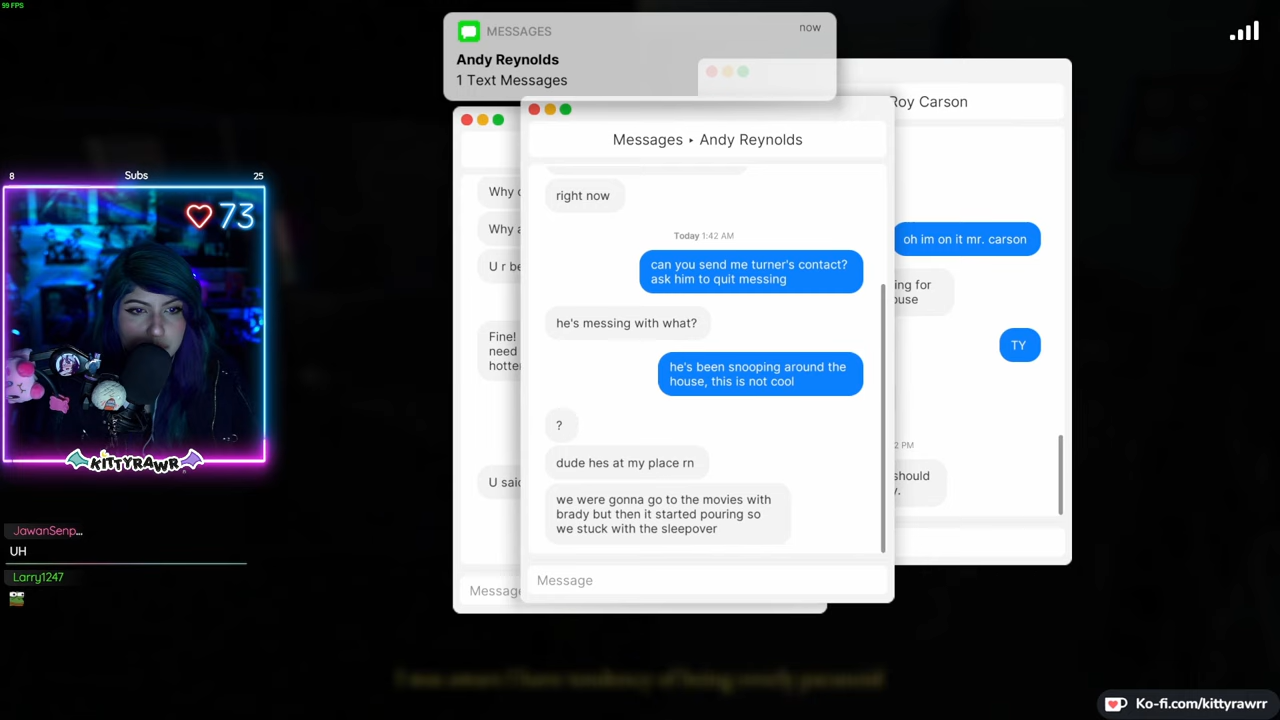 99 FPS
MESSAGES
now
Andy Reynolds
1 Text Messages
Roy Carson
Messages ▸ Andy Reynolds
right now
Today 1:42 AM
can you send me turner's contact?
ask him to quit messing
he's messing with what?
he's been snooping around the
house, this is not cool
?
dude hes at my place rn
we were gonna go to the movies with
brady but then it started pouring so
we stuck with the sleepover
Message
Why
Why
U r
Fine!
need
hotter
U
Message
oh im on it mr. carson
ing for
TY
2 PM
should
8
Subs
25
73
KITTYRAWR
JawanSenp...
UH
Larry1247
Ko-fi.com/kittyrawrr